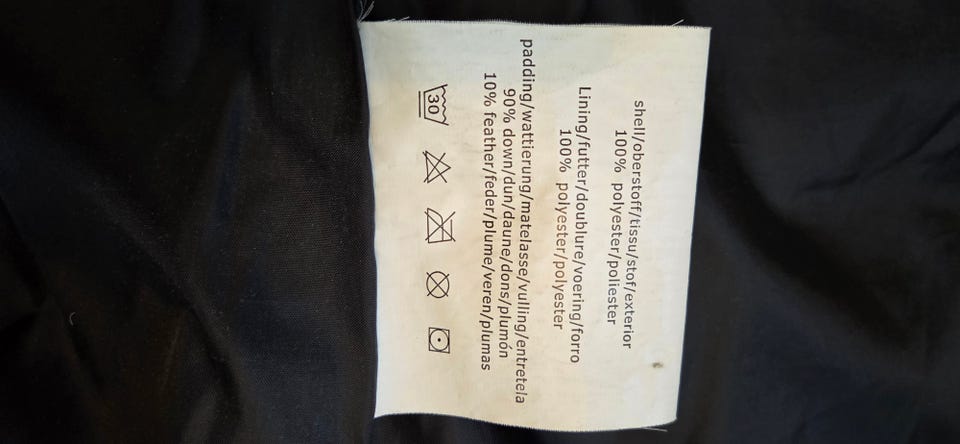 shell/oberstoff/tissu/stof/exterior
100% polyester/poliester
Lining/futter/doublure/voering/forro
100% polyester/polyester
padding/wattierung/matelasse/vulling/entretela
90% down/dun/daune/dons/plumón
10% feather/feder/plume/veren/plumas
30